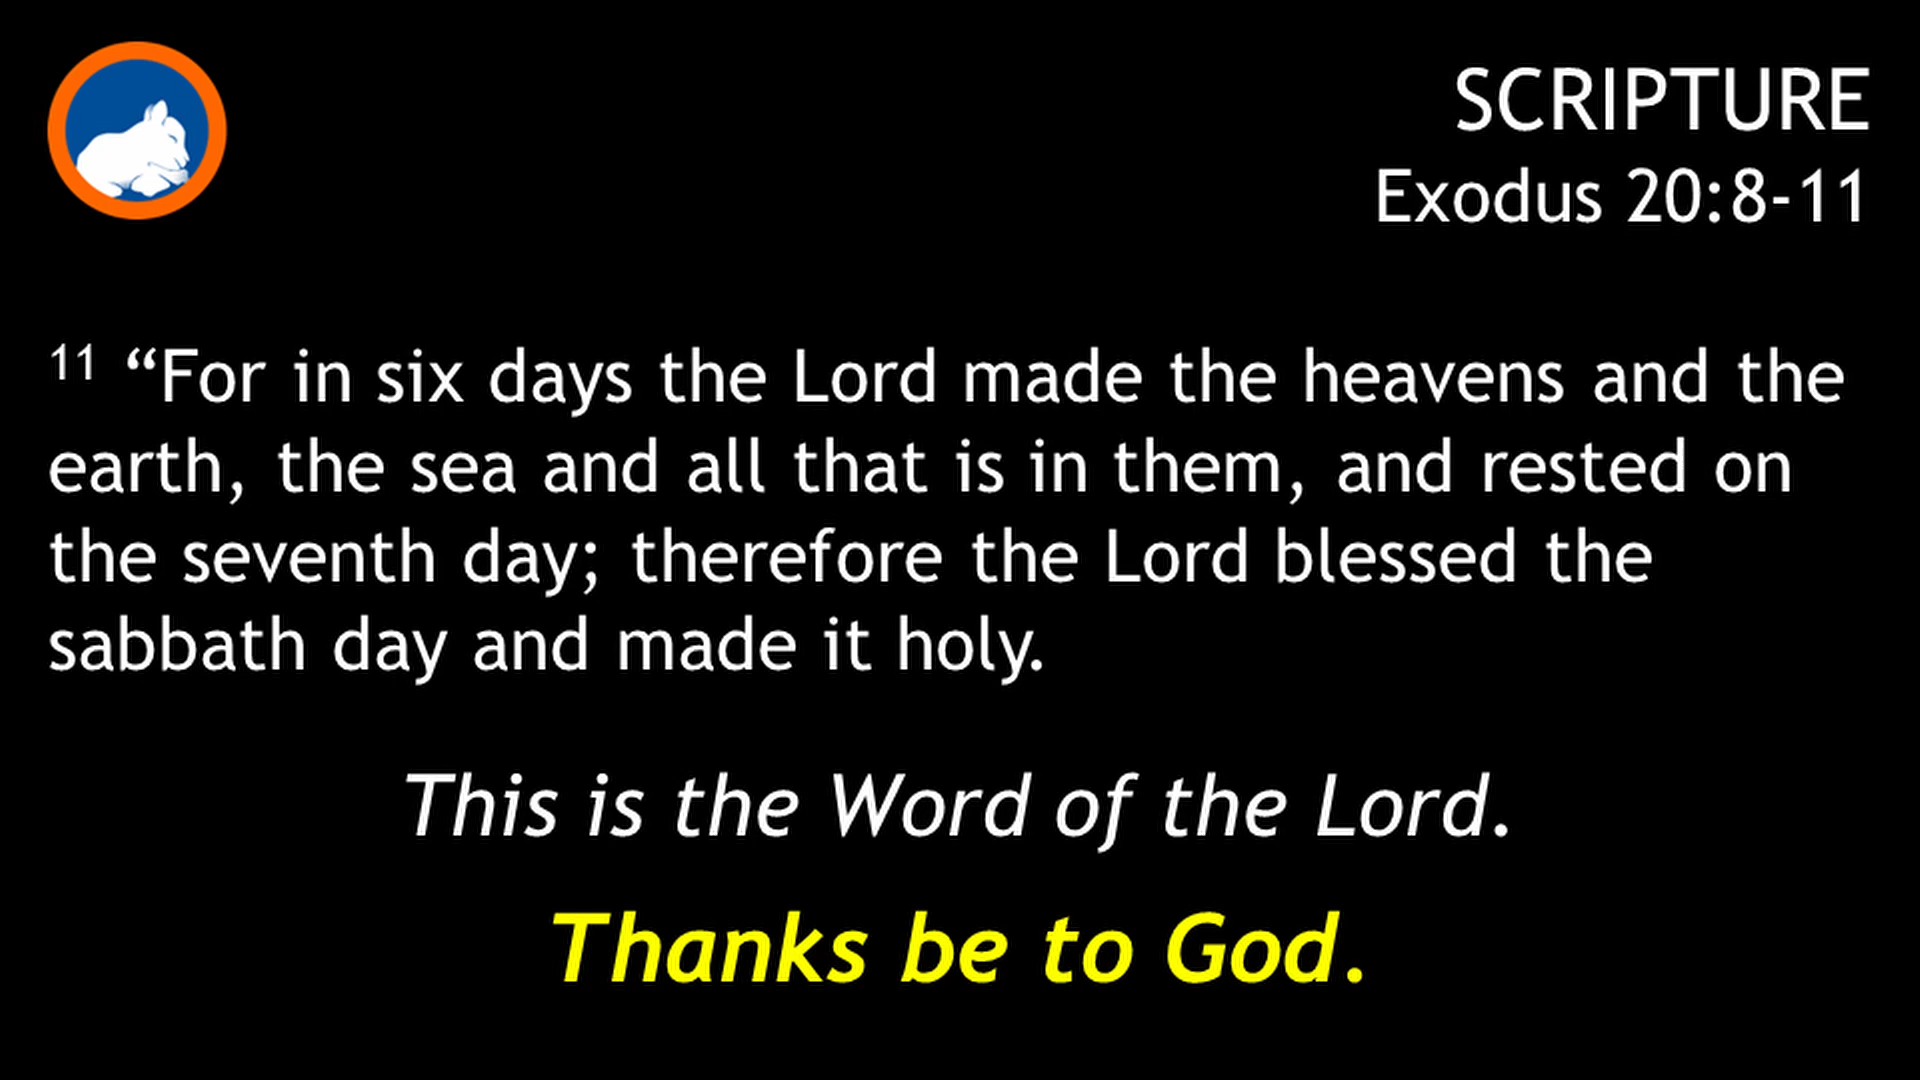 SCRIPTURE
Exodus 20:8-11
11 “For in six days the Lord made the heavens and the
earth, the sea and all that is in them, and rested on
the seventh day; therefore the Lord blessed the
sabbath day and made it holy.
This is the Word of the Lord.
Thanks be to God.